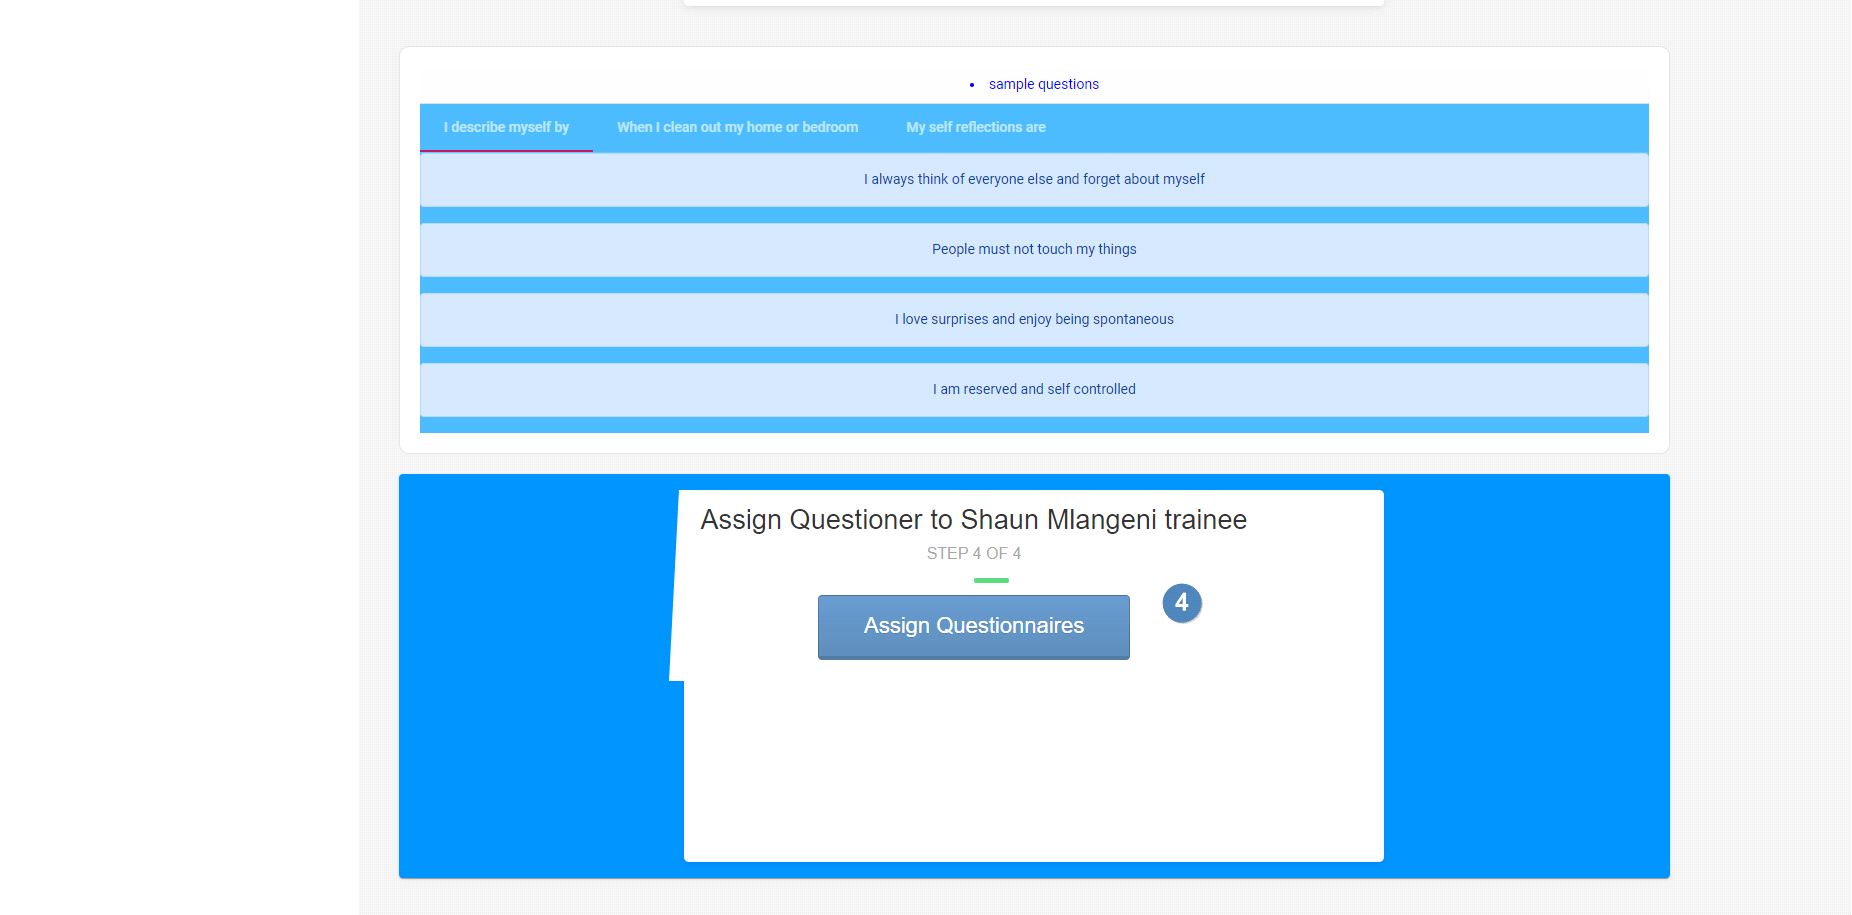 sample questions
I describe myself by When I clean out my home or bedroom My self reflections are
I always think of everyone else and forget about myself
People must not touch my things
I love surprises and enjoy being spontaneous
I am reserved and self controlled
Assign Questioner to Shaun Mlangeni trainee
STEP 4 OF 4
4
Assign Questionnaires